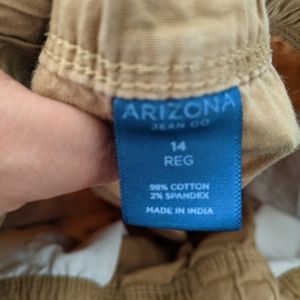 ARIZONA
JEAN CO
14
REG
98% COTTON
2% SPANDEX
MADE IN INDIA